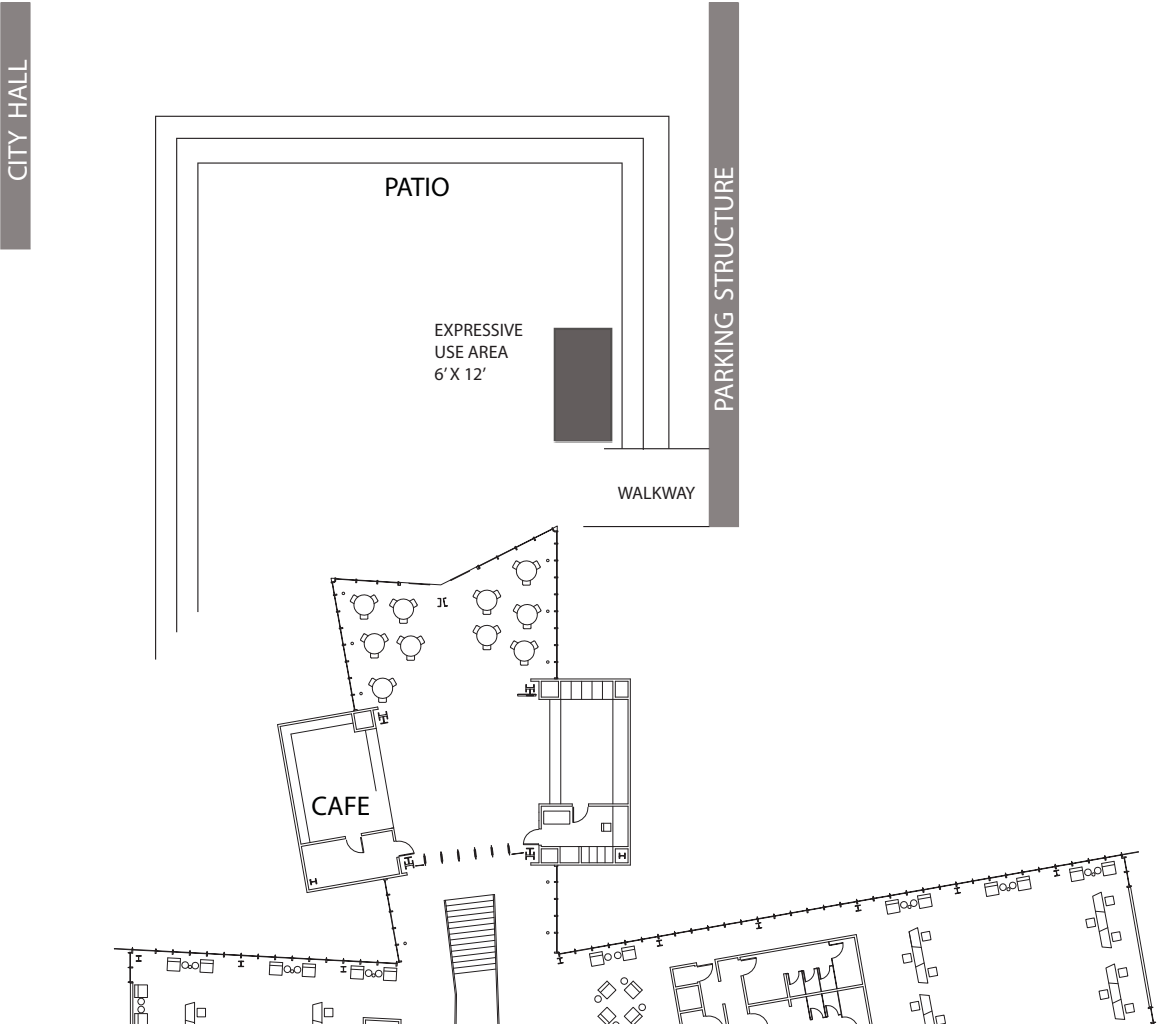 CITY HALL
PATIO
PARKING STRUCTURE
EXPRESSIVE
USE AREA
6’ X 12’
WALKWAY
CAFE